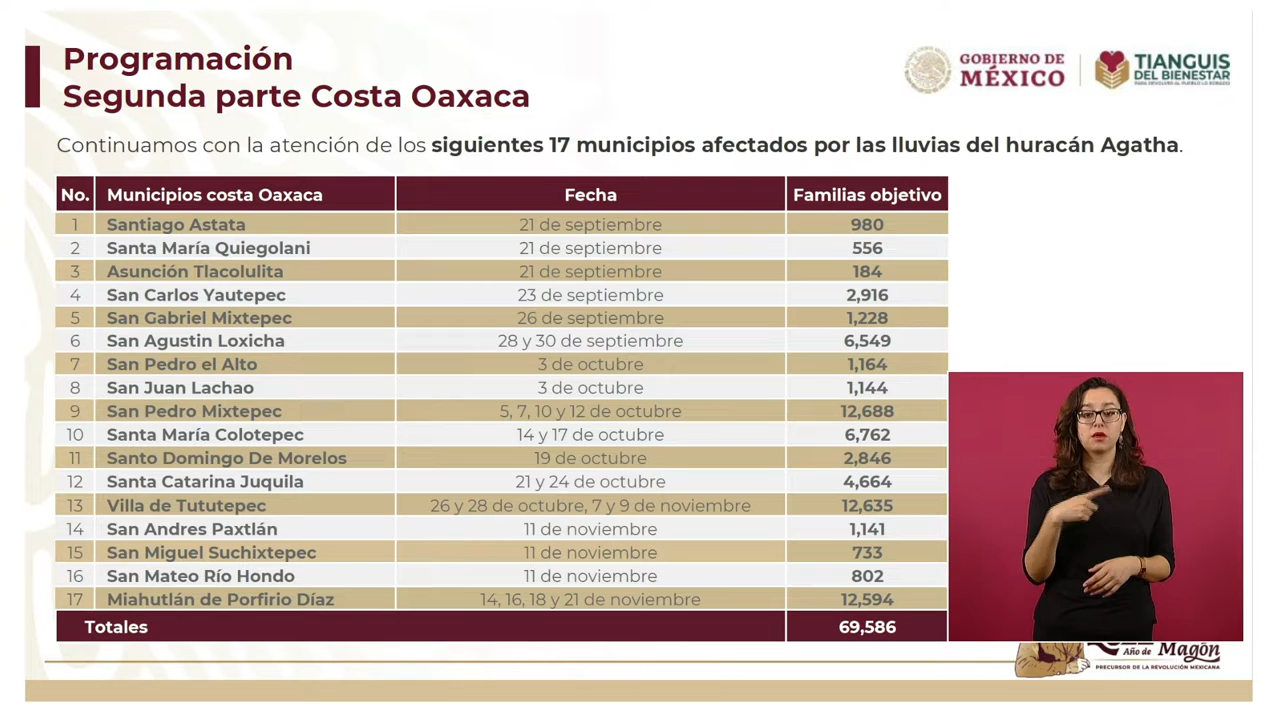 Programación
Segunda parte Costa Oaxaca
GOBIERNO DE
MÉXICO
TIANGUIS
DEL BIENESTAR
PARA DEVOLVER AL PUEBLO LO ROBADO
Continuamos con la atención de los siguientes 17 municipios afectados por las lluvias del huracán Agatha.
No. Municipios costa Oaxaca Fecha Familias objetivo
1 Santiago Astata 21 de septiembre 980
2 Santa María Quiegolani 21 de septiembre 556
3 Asunción Tlacolulita 21 de septiembre 184
4 San Carlos Yautepec 23 de septiembre 2,916
5 San Gabriel Mixtepec 26 de septiembre 1,228
6 San Agustin Loxicha 28 y 30 de septiembre 6,549
7 San Pedro el Alto 3 de octubre 1,164
8 San Juan Lachao 3 de octubre 1,144
9 San Pedro Mixtepec 5, 7, 10 y 12 de octubre 12,688
10 Santa María Colotepec 14 y 17 de octubre 6,762
11 Santo Domingo De Morelos 19 de octubre 2,846
12 Santa Catarina Juquila 21 y 24 de octubre 4,664
13 Villa de Tututepec 26 y 28 de octubre, 7 y 9 de noviembre 12,635
14 San Andres Paxtlán 11 de noviembre 1,141
15 San Miguel Suchixtepec 11 de noviembre 733
16 San Mateo Río Hondo 11 de noviembre 802
17 Miahutlán de Porfirio Díaz 14, 16, 18 y 21 de noviembre 12,594
Totales 69,586
Año de Magón
PRECURSOR DE LA REVOLUCIÓN MEXICANA